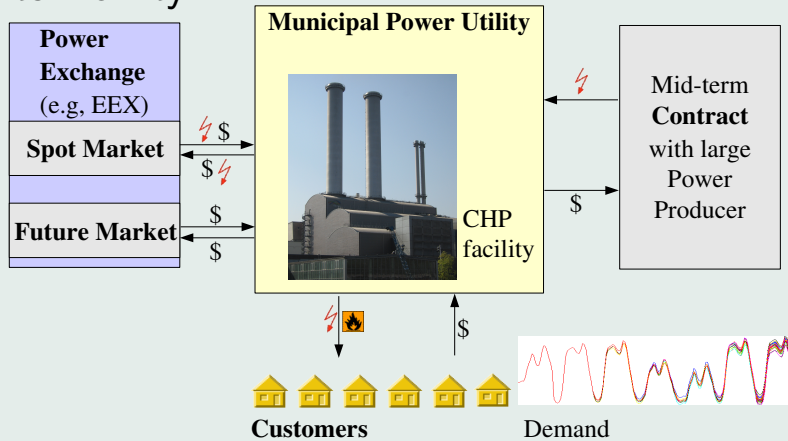 Municipal Power Utility
Power
Exchange
(e.g, EEX)
Spot Market
Future Market
$
$
$
$
CHP
facility
Mid-term
Contract
with large
Power
Producer
$
$
Customers
Demand